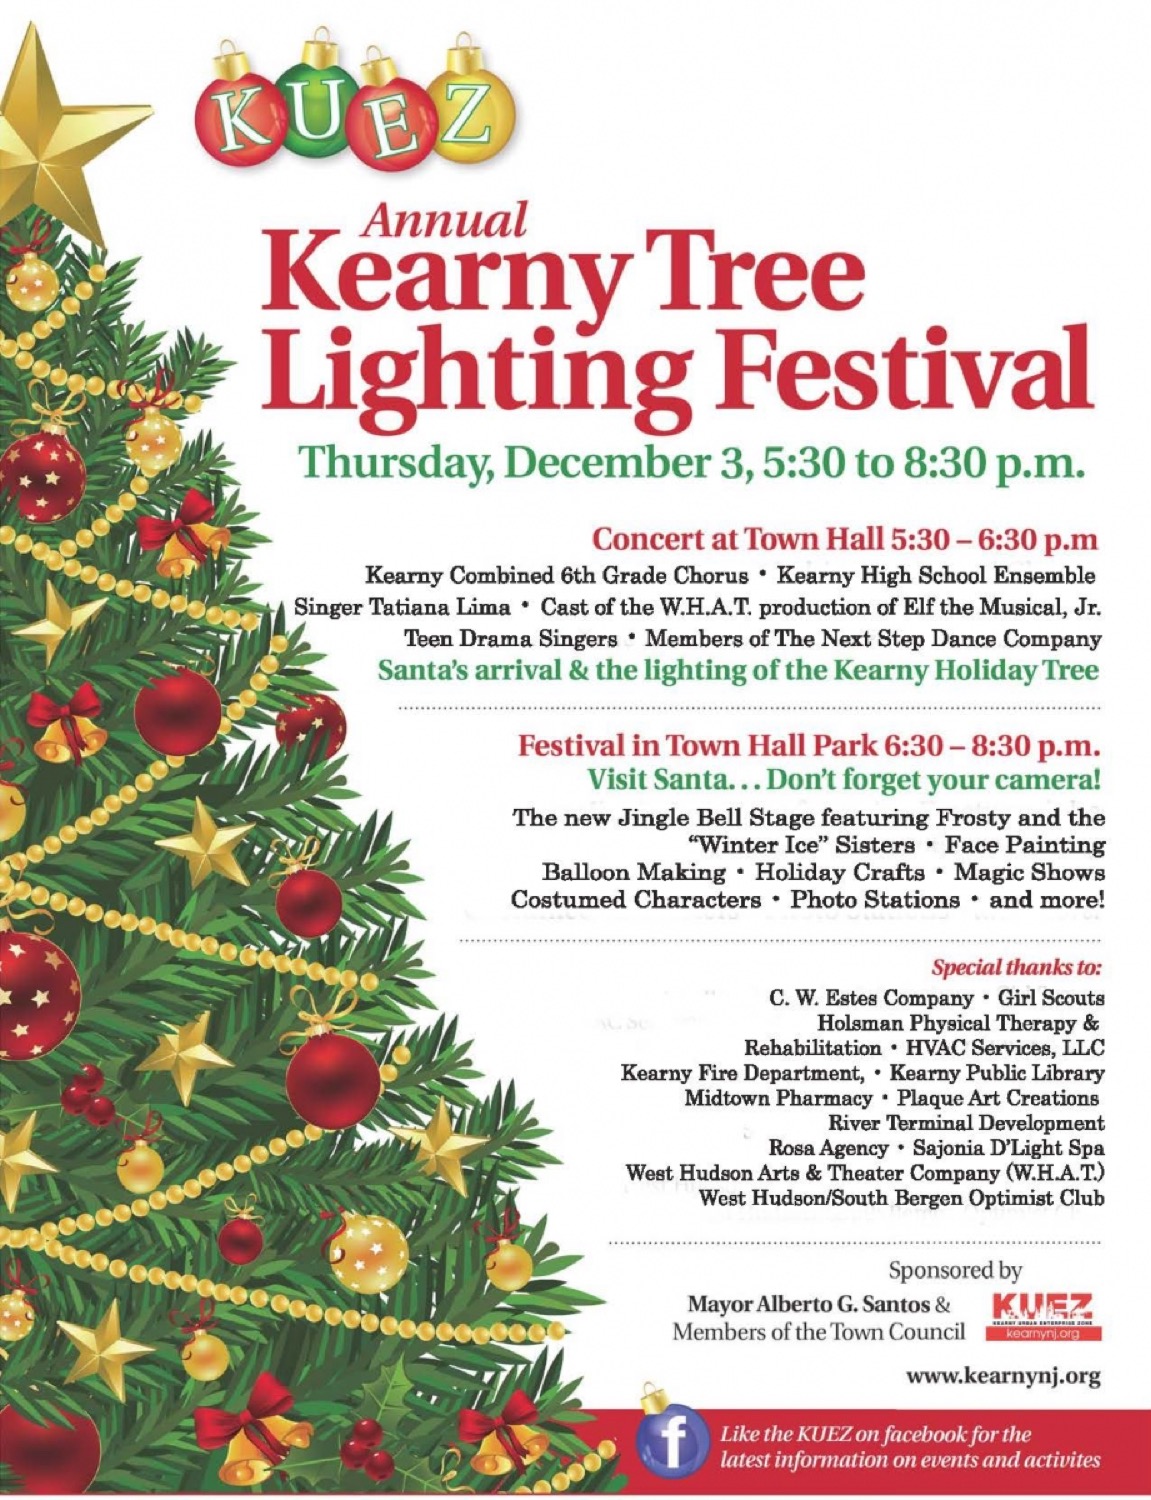 KUEZ
Annual
Kearny Tree
Lighting Festival
Thursday, December 3, 5:30 to 8:30 p.m.
Concert at Town Hall 5:30 – 6:30 p.m
Kearny Combined 6th Grade Chorus • Kearny High School Ensemble
Singer Tatiana Lima • Cast of the W.H.A.T. production of Elf the Musical, Jr.
Teen Drama Singers • Members of The Next Step Dance Company
Santa's arrival & the lighting of the Kearny Holiday Tree
Festival in Town Hall Park 6:30 – 8:30 p.m.
Visit Santa... Don't forget your camera!
The new Jingle Bell Stage featuring Frosty and the
"Winter Ice" Sisters • Face Painting
Balloon Making • Holiday Crafts • Magic Shows
Costumed Characters • Photo Stations • and more!
Special thanks to:
C. W. Estes Company • Girl Scouts
Holsman Physical Therapy &
Rehabilitation • HVAC Services, LLC
Kearny Fire Department, • Kearny Public Library
Midtown Pharmacy • Plaque Art Creations
River Terminal Development
Rosa Agency • Sajonia D'Light Spa
West Hudson Arts & Theater Company (W.H.A.T.)
West Hudson/South Bergen Optimist Club
Sponsored by
Mayor Alberto G. Santos &
Members of the Town Council
KUEZ
KEARNY URBAN ENTERPRISE ZONE
kearnynj.org
www.kearnynj.org
f
Like the KUEZ on facebook for the
latest information on events and activites